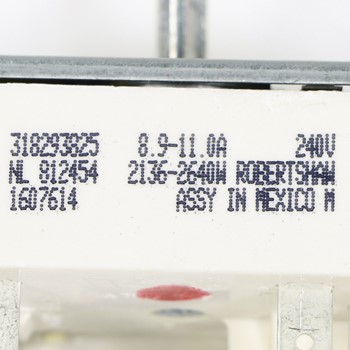 318293825 8.9-11.0A 240V
NL 812454 2136-2640W ROBERTSHAW
1607614 ASSY IN MEXICO M